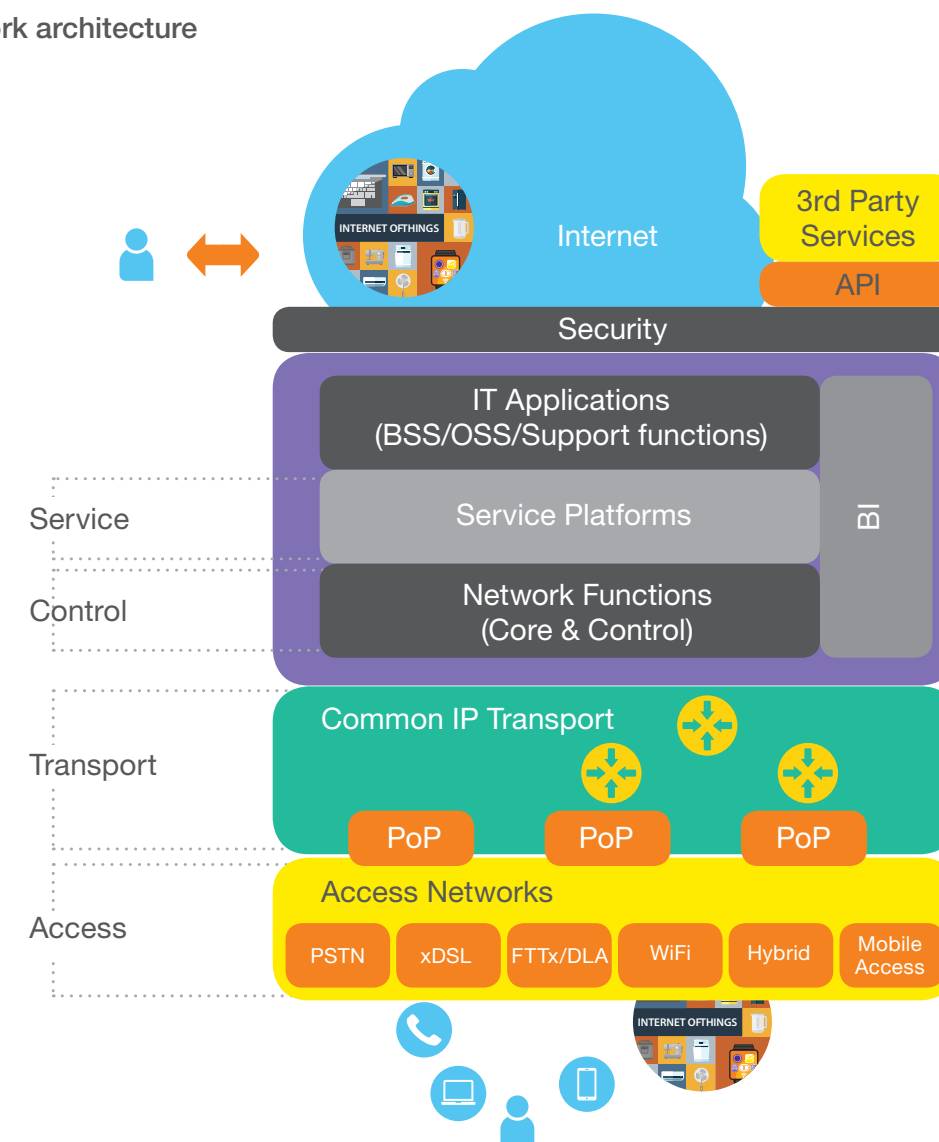 ork architecture
INTERNET OFTHINGS
Internet
3rd Party
Services
API
Security
IT Applications
(BSS/OSS/Support functions)
Service Platforms
BI
Network Functions
(Core & Control)
Service
Control
Common IP Transport
Transport
PoP
PoP
PoP
Access Networks
Access
PSTN
xDSL
FTTx/DLA
WiFi
Hybrid
Mobile
Access
INTERNET OFTHINGS